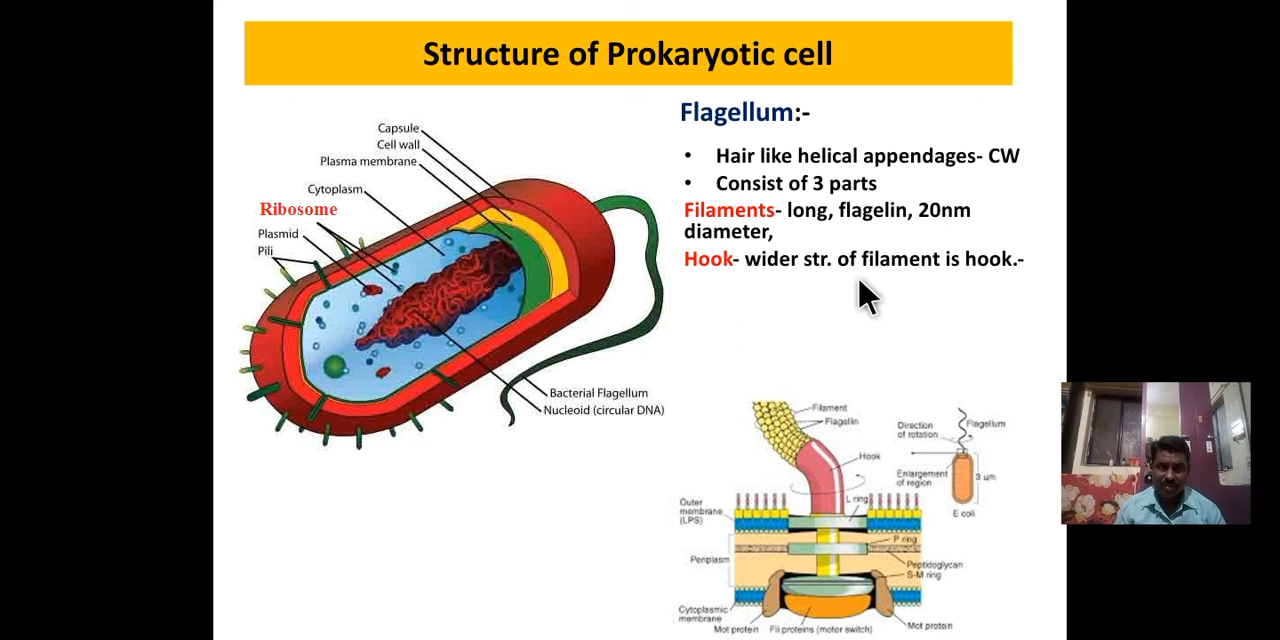 Structure of Prokaryotic cell
Flagellum:-
• Hair like helical appendages- CW
• Consist of 3 parts
Filaments- long, flagelin, 20nm
diameter,
Hook- wider str. of filament is hook.-
Capsule
Cell wall
Plasma membrane
Cytoplasm
Ribosome
Plasmid
Pili
Bacterial Flagellum
Nucleoid (circular DNA)
Filament
Flagellin
Hook
L ring
Outer
membrane
(LPS)
P ring
Periplasm
Peptidoglycan
S-M ring
Cytoplasmic
membrane
Mot protein
Fli proteins (motor switch)
Mot protein
Direction
of rotation
Flagellum
Enlargement
of region
3 µm
E coli